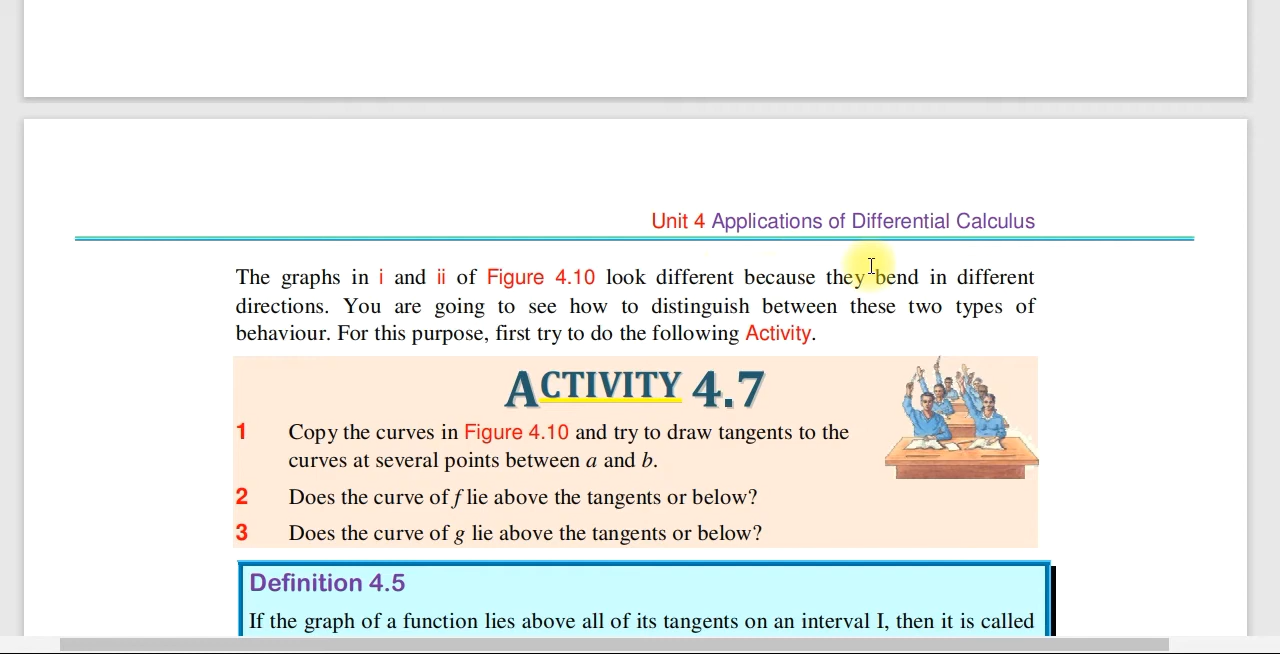 Unit 4 Applications of Differential Calculus
The graphs in i and ii of Figure 4.10 look different because they bend in different
directions. You are going to see how to distinguish between these two types of
behaviour. For this purpose, first try to do the following Activity.
ACTIVITY 4.7
1 Copy the curves in Figure 4.10 and try to draw tangents to the
curves at several points between a and b.
2 Does the curve of f lie above the tangents or below?
3 Does the curve of g lie above the tangents or below?
Definition 4.5
If the graph of a function lies above all of its tangents on an interval I, then it is called